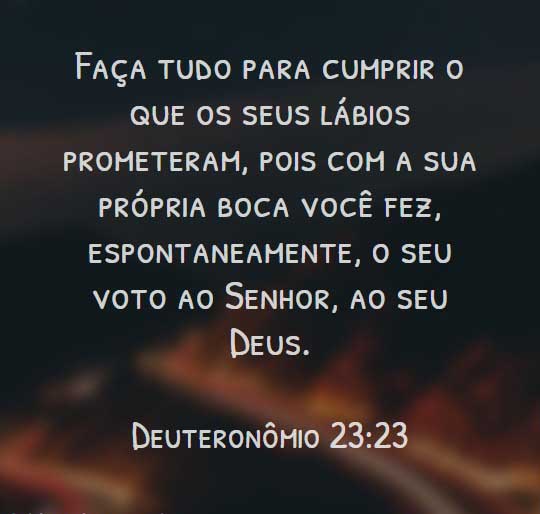 Faça tudo para cumprir o
que os seus lábios
prometeram, pois com a sua
própria boca você fez,
espontaneamente, o seu
voto ao Senhor, ao seu
Deus.
Deuteronômio 23:23